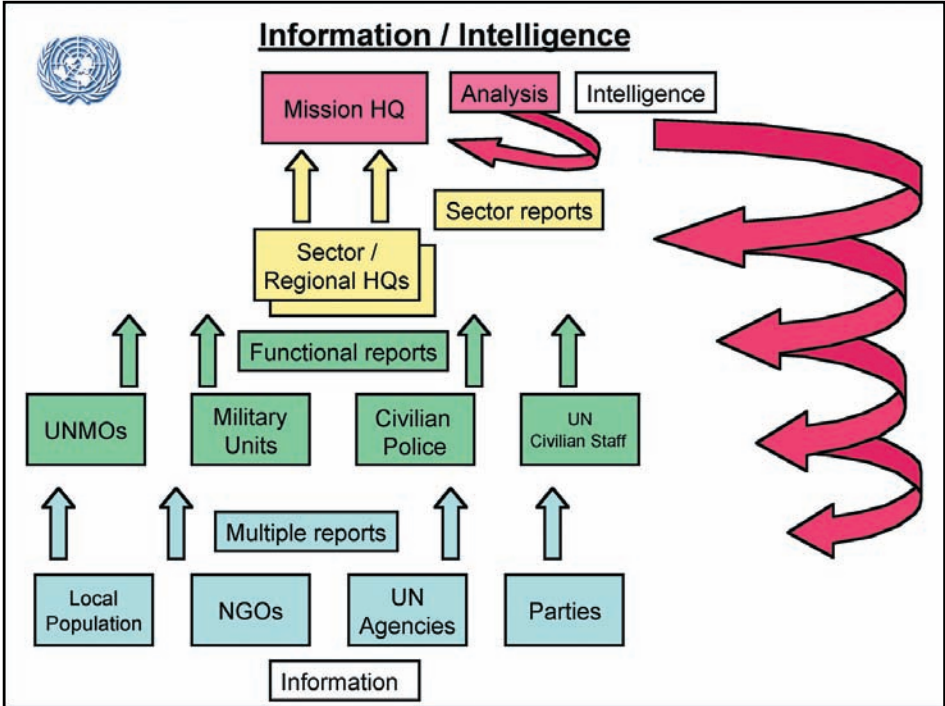 Information / Intelligence
Mission HQ
Analysis
Intelligence
Sector reports
Sector /
Regional HQs
Functional reports
UNMOs
Military
Units
Civilian
Police
UN
Civilian Staff
Multiple reports
Local
Population
NGOs
UN
Agencies
Parties
Information